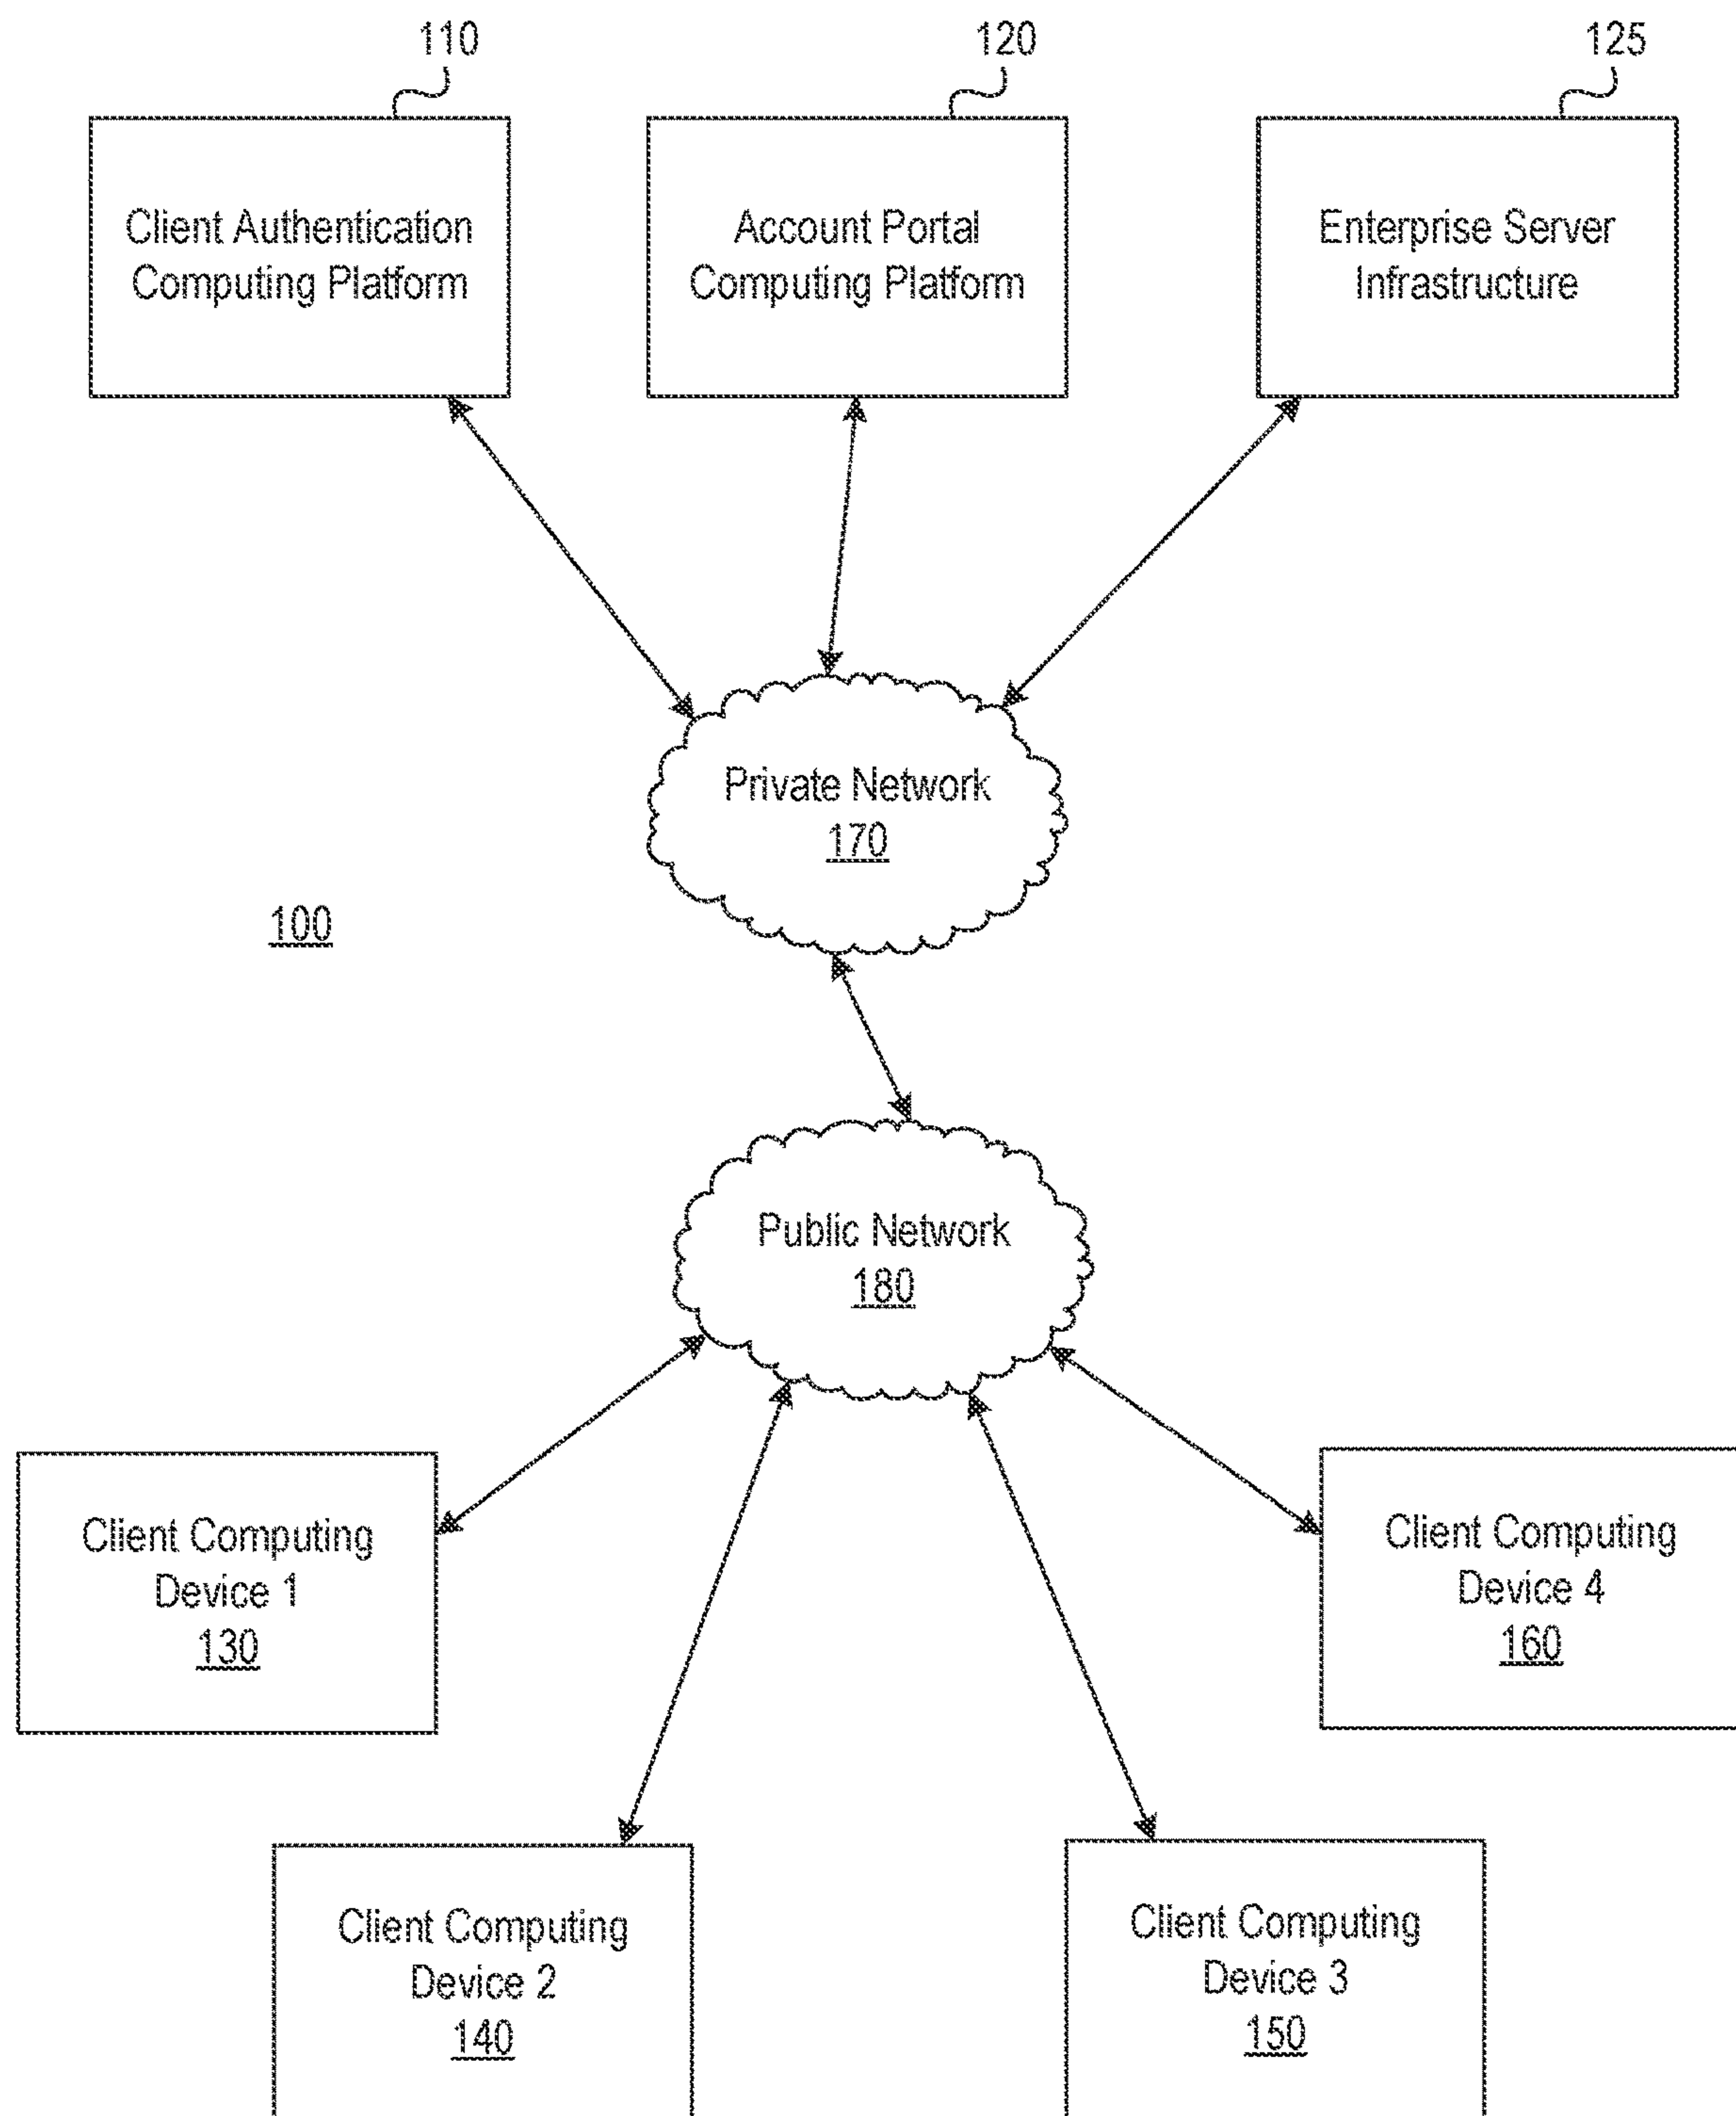 110
120
125
Client Authentication
Computing Platform
Account Portal
Computing Platform
Enterprise Server
Infrastructure
Private Network
170
100
Public Network
180
Client Computing
Device 1
130
Client Computing
Device 4
160
Client Computing
Device 2
140
Client Computing
Device 3
150